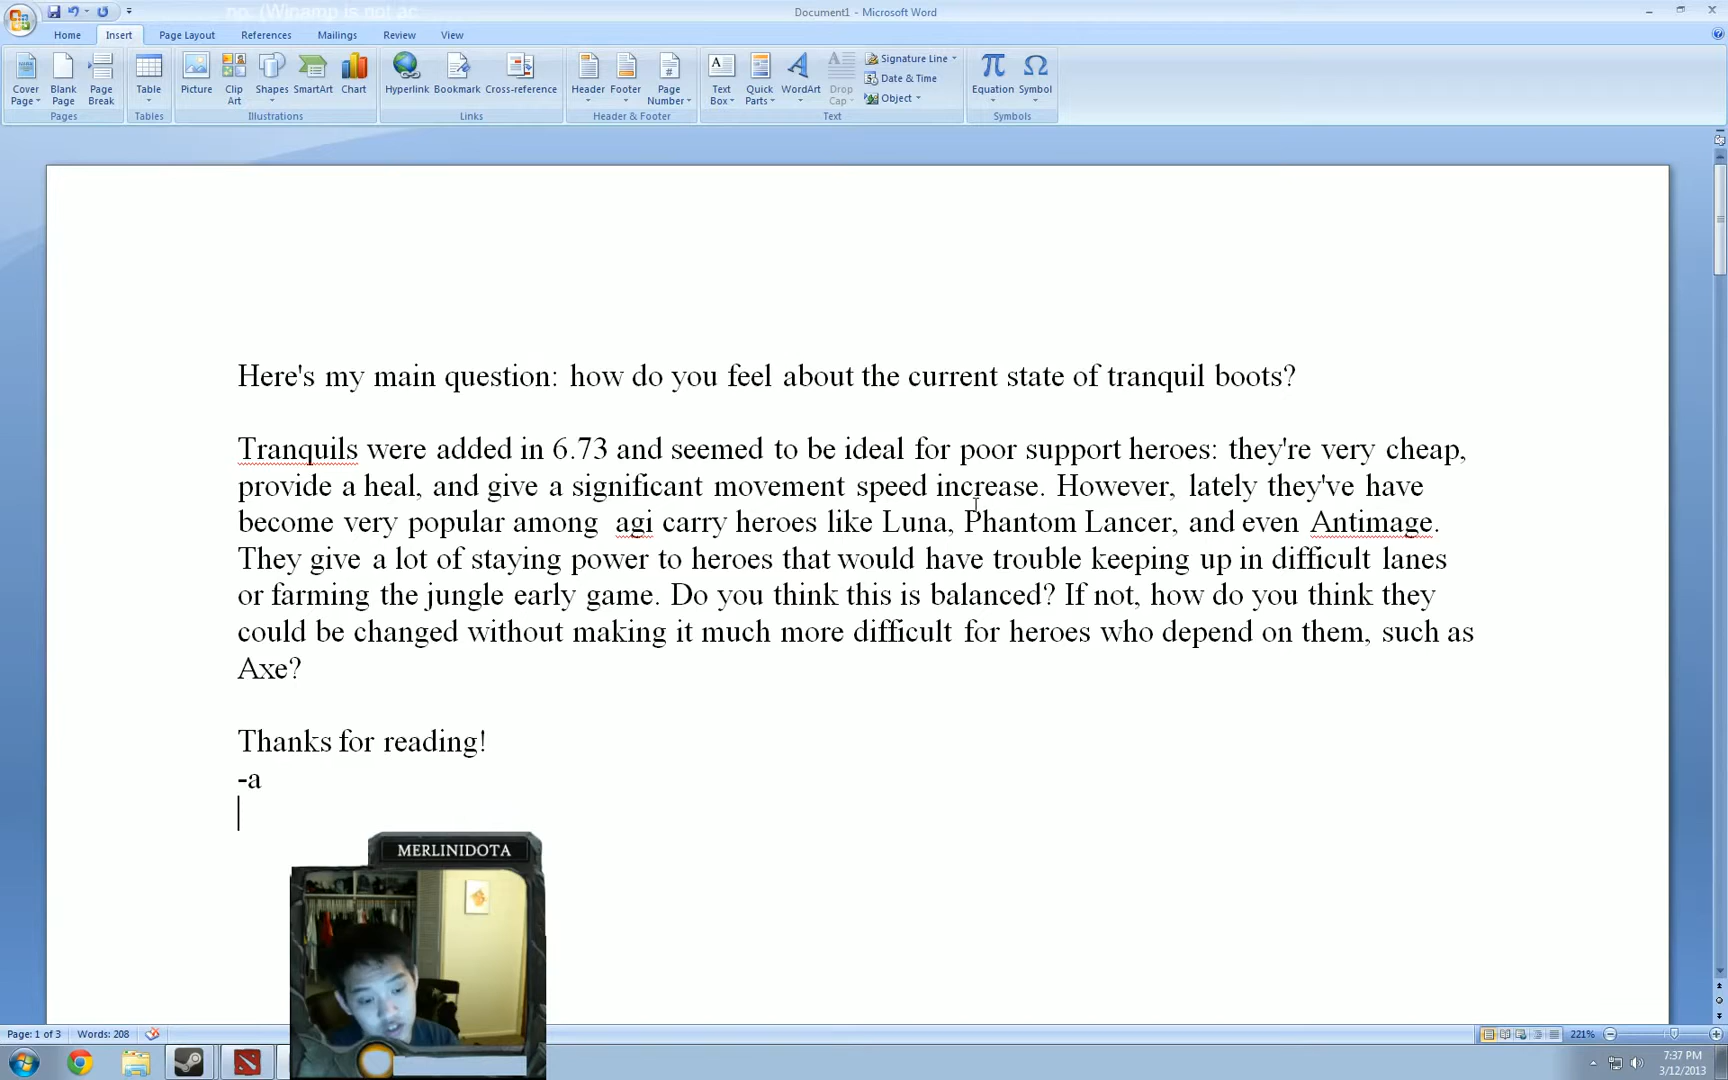 no: (Winamp is not ac
Document1 - Microsoft Word
Home Insert Page Layout References Mailings Review View
Cover Page Blank Page Page Break Table Picture Clip Art Shapes SmartArt Chart Hyperlink Bookmark Cross-reference Header Footer Page Number Text Box Quick Parts WordArt Drop Cap Signature Line Date & Time Object Equation Symbol
Pages Tables Illustrations Links Header & Footer Text Symbols
Here's my main question: how do you feel about the current state of tranquil boots?
Tranquils were added in 6.73 and seemed to be ideal for poor support heroes: they're very cheap,
provide a heal, and give a significant movement speed increase. However, lately they've have
become very popular among agi carry heroes like Luna, Phantom Lancer, and even Antimage.
They give a lot of staying power to heroes that would have trouble keeping up in difficult lanes
or farming the jungle early game. Do you think this is balanced? If not, how do you think they
could be changed without making it much more difficult for heroes who depend on them, such as
Axe?
Thanks for reading!
-a
MERLINIDOTA
Page: 1 of 3 Words: 208 221%
7:37 PM
3/12/2013